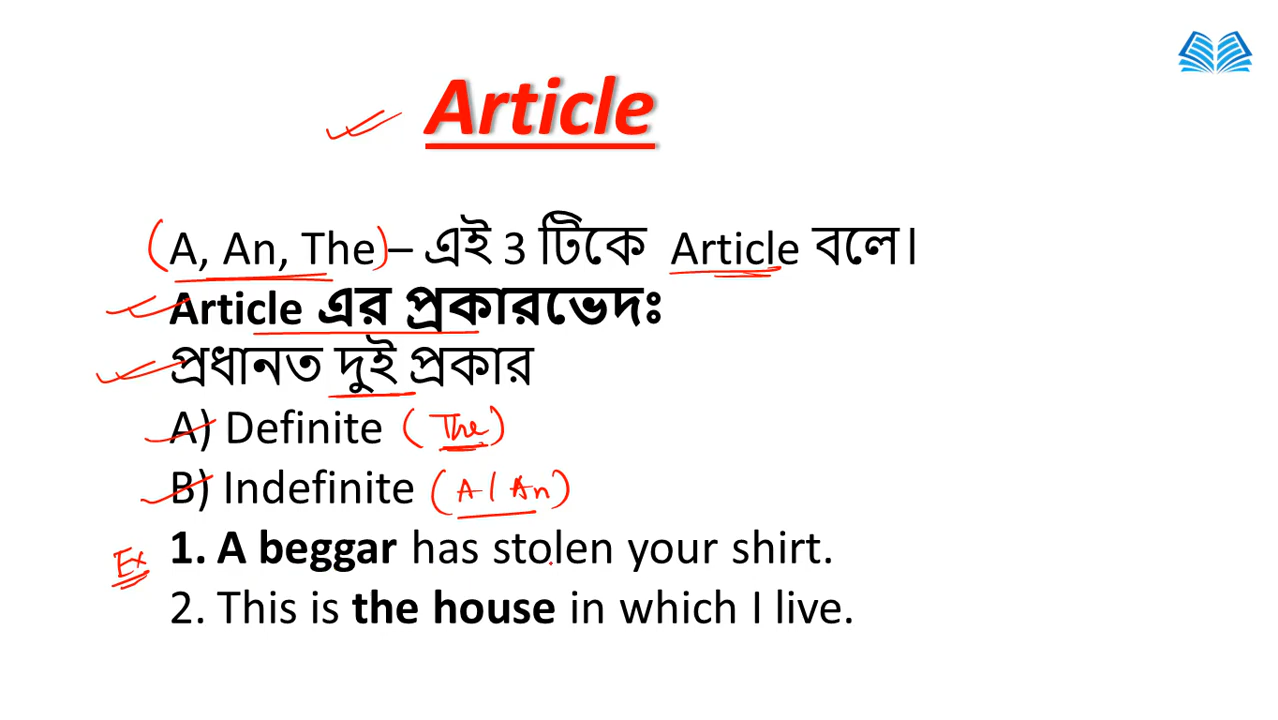 Article
(A, An, The) – এই 3 টিকে Article বলে।
Article এর প্রকারভেদঃ
প্রধানত দুই প্রকার
A) Definite (The)
B) Indefinite (A/An)
Ex 1. A beggar has stolen your shirt.
2. This is the house in which I live.